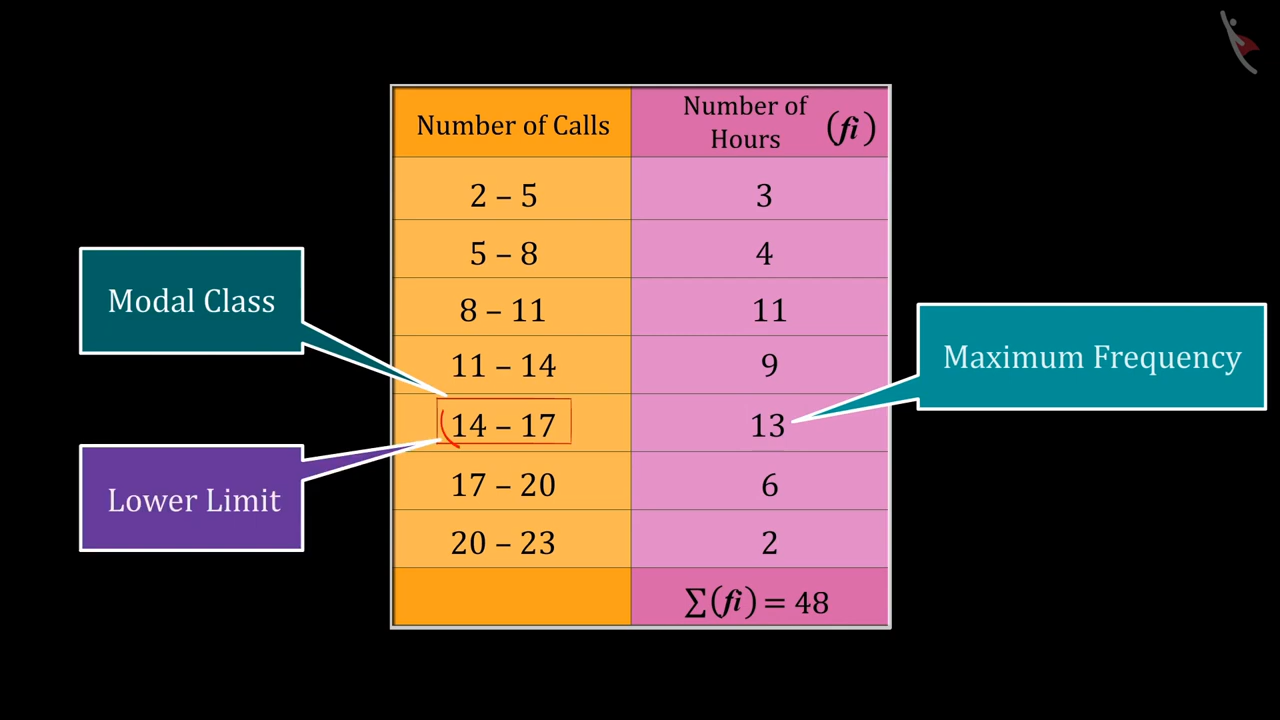 Number of Calls
Number of
Hours
(fi)
2 – 5
3
5 – 8
4
8 – 11
11
11 – 14
9
14 – 17
13
17 – 20
6
20 – 23
2
∑(fi) = 48
Modal Class
Lower Limit
Maximum Frequency